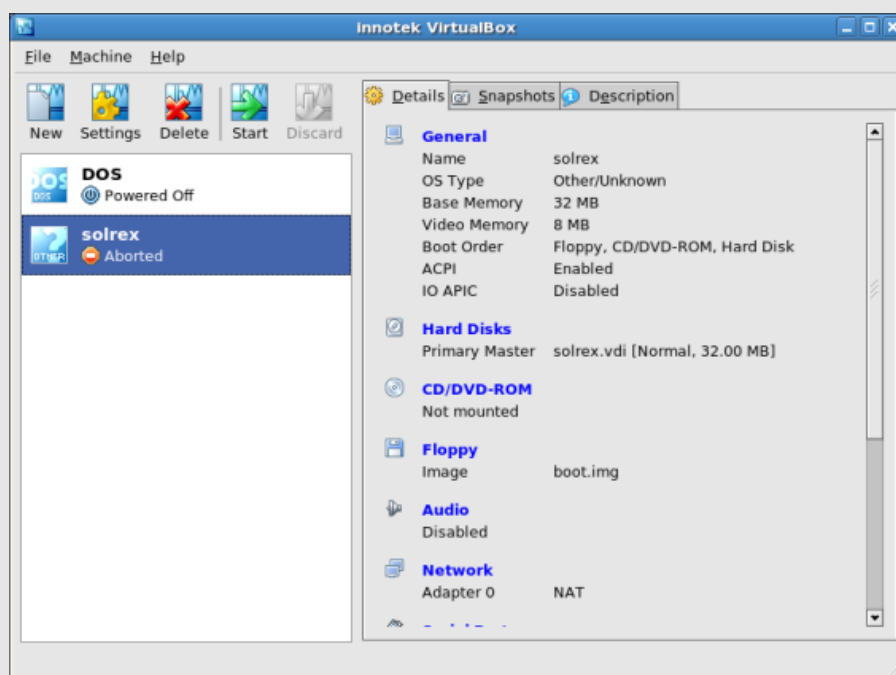 innotek VirtualBox
File Machine Help
New Settings Delete Start Discard
DOS
DOS
Powered Off
OTHER
solrex
Aborted
Details Snapshots Description
General
Name solrex
OS Type Other/Unknown
Base Memory 32 MB
Video Memory 8 MB
Boot Order Floppy, CD/DVD-ROM, Hard Disk
ACPI Enabled
IO APIC Disabled
Hard Disks
Primary Master solrex.vdi [Normal, 32.00 MB]
CD/DVD-ROM
Not mounted
Floppy
Image boot.img
Audio
Disabled
Network
Adapter 0 NAT